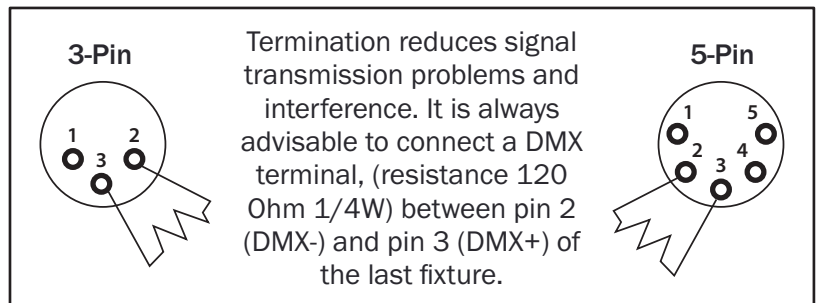 3-Pin
1 2
3
Termination reduces signal
transmission problems and
interference. It is always
advisable to connect a DMX
terminal, (resistance 120
Ohm 1/4W) between pin 2
(DMX-) and pin 3 (DMX+) of
the last fixture.
5-Pin
1 5
2 4
3